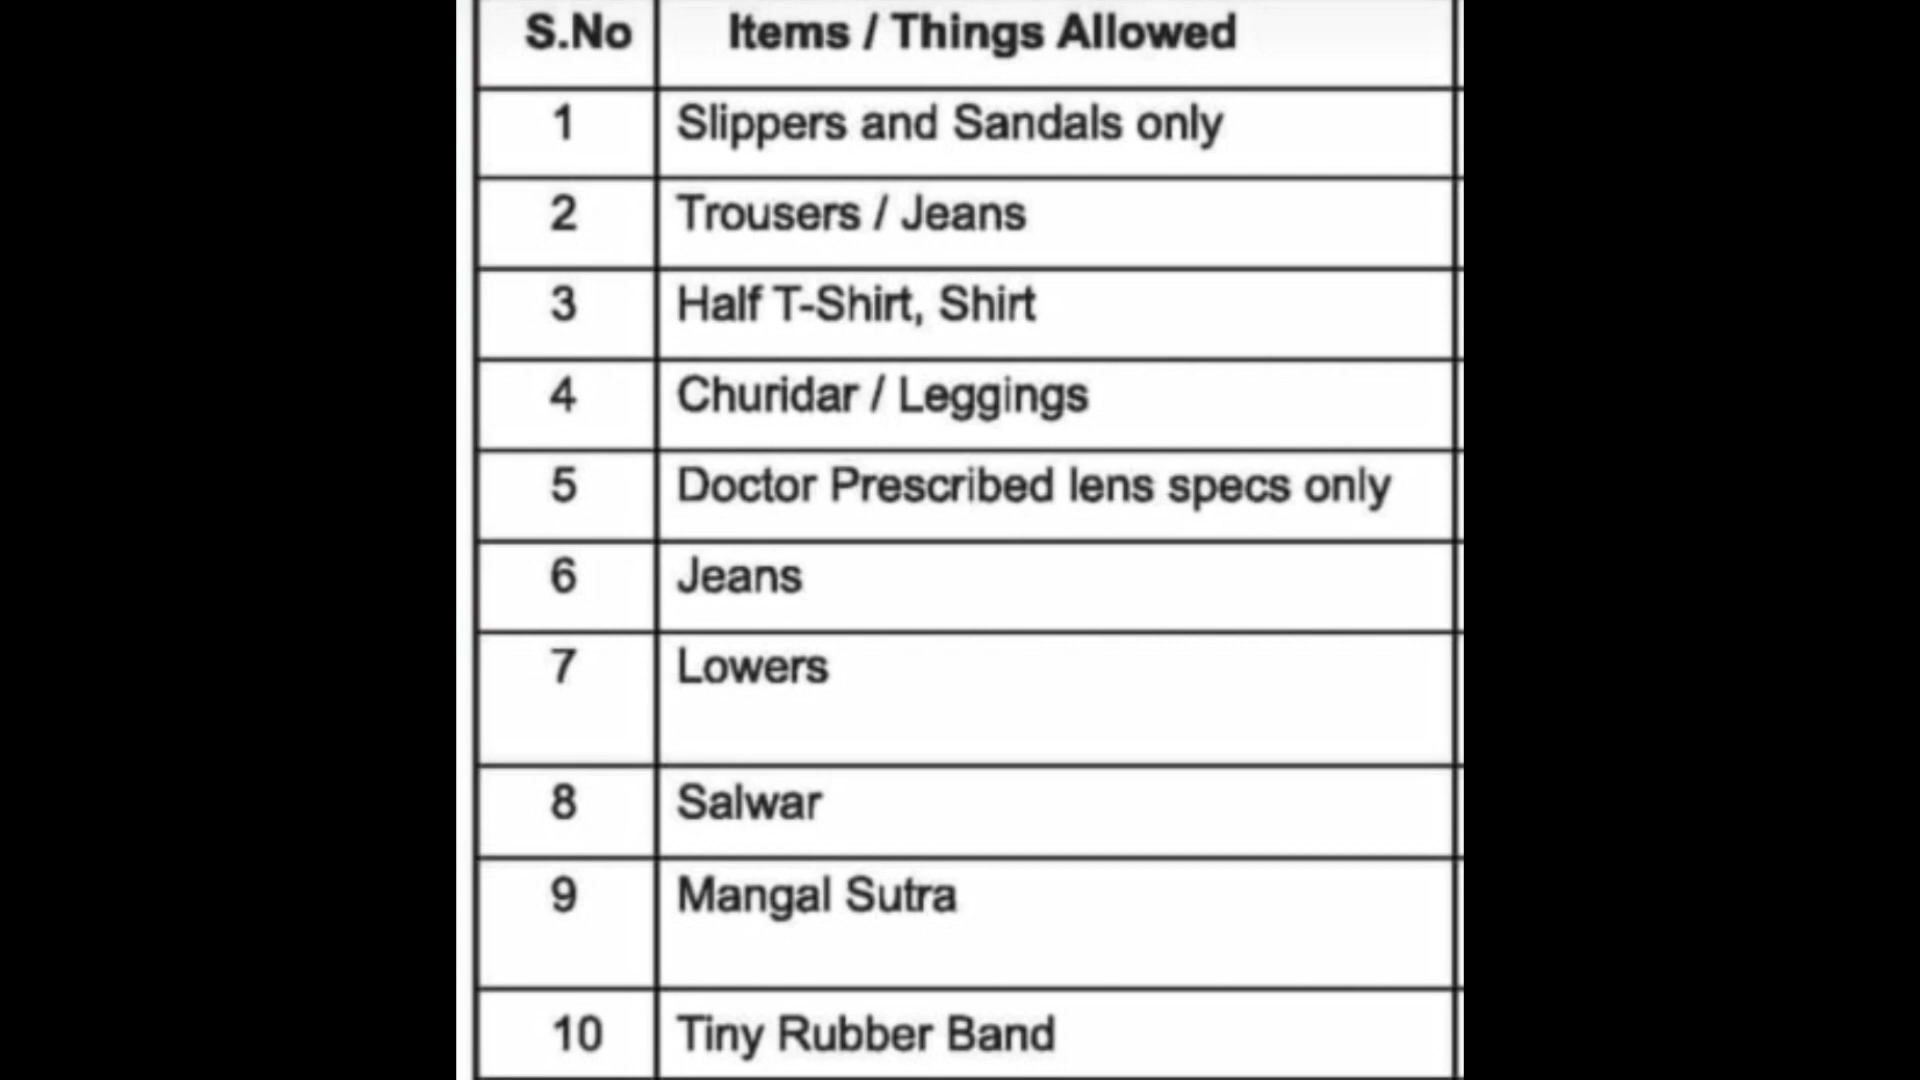 S.No Items / Things Allowed
1 Slippers and Sandals only
2 Trousers / Jeans
3 Half T-Shirt, Shirt
4 Churidar / Leggings
5 Doctor Prescribed lens specs only
6 Jeans
7 Lowers
8 Salwar
9 Mangal Sutra
10 Tiny Rubber Band